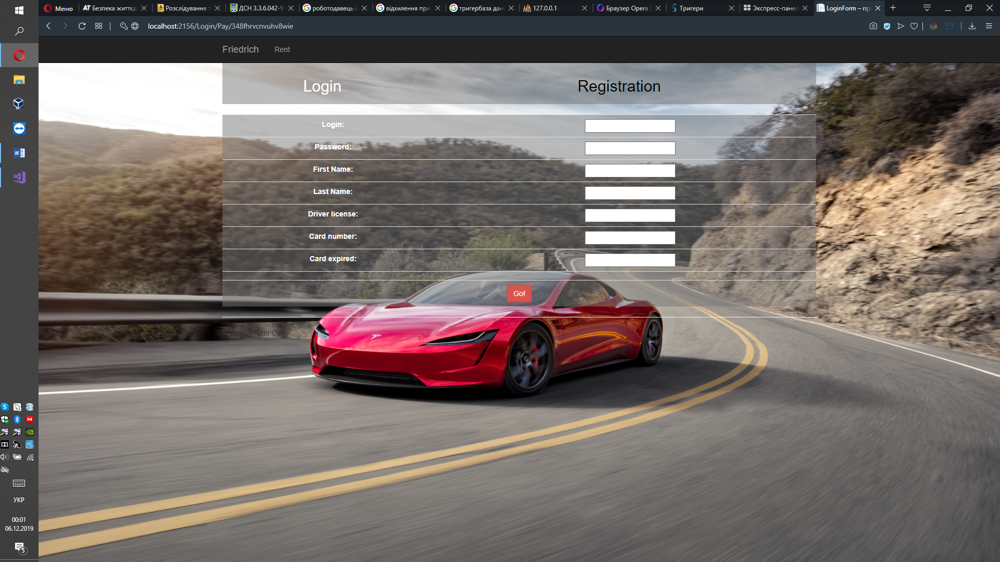 Меню
Безпека життєд
Розслідування т
ДСН 3.3.6.042-9
роботодавець ц
відхилення при
тригербаза дан
127.0.0.1
Браузер Opera
Тригери
Экспресс-панел
LoginForm – пр
localhost:2156/Login/Pay/348fhrvcnvuhv8wie
Friedrich
Rent
Login
Registration
Login:
Password:
First Name:
Last Name:
Driver license:
Card number:
Card expired:
Go!
Rent Ca
УКР
00:01
06.12.2019
5